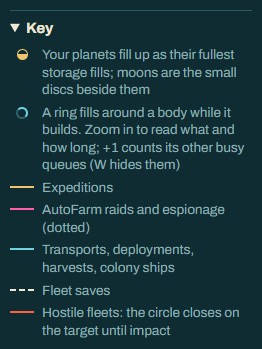 ▼ Key
Your planets fill up as their fullest
storage fills; moons are the small
discs beside them
A ring fills around a body while it
builds. Zoom in to read what and
how long; +1 counts its other busy
queues (W hides them)
Expeditions
AutoFarm raids and espionage
(dotted)
Transports, deployments,
harvests, colony ships
Fleet saves
Hostile fleets: the circle closes on
the target until impact